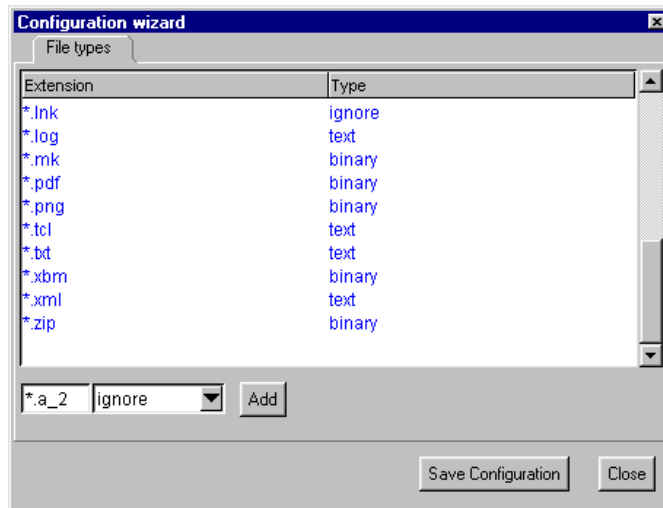 Configuration wizard
File types
Extension Type
*.lnk ignore
*.log text
*.mk binary
*.pdf binary
*.png binary
*.tcl text
*.txt text
*.xbm binary
*.xml text
*.zip binary
*.a_2 ignore Add
Save Configuration Close